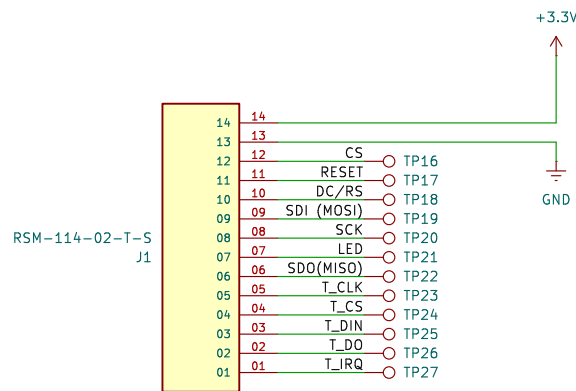 +3.3V
14 14
13 13
GND
12 12 CS TP16
11 11 RESET TP17
10 10 DC/RS TP18
09 09 SDI (MOSI) TP19
08 08 SCK TP20
07 07 LED TP21
06 06 SDO(MISO) TP22
05 05 T_CLK TP23
04 04 T_CS TP24
03 03 T_DIN TP25
02 02 T_DO TP26
01 01 T_IRQ TP27
RSM-114-02-T-S
J1